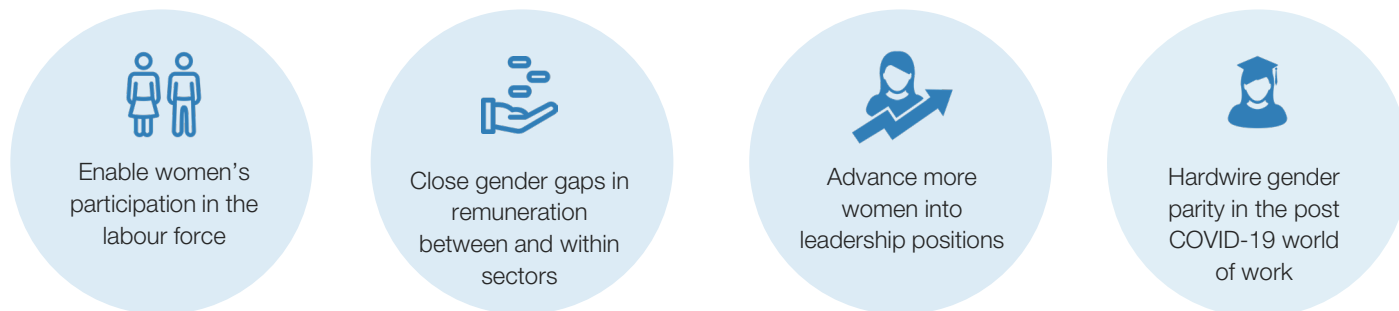 Enable women’s
participation in the
labour force
Close gender gaps in
remuneration
between and within
sectors
Advance more
women into
leadership positions
Hardwire gender
parity in the post
COVID-19 world
of work